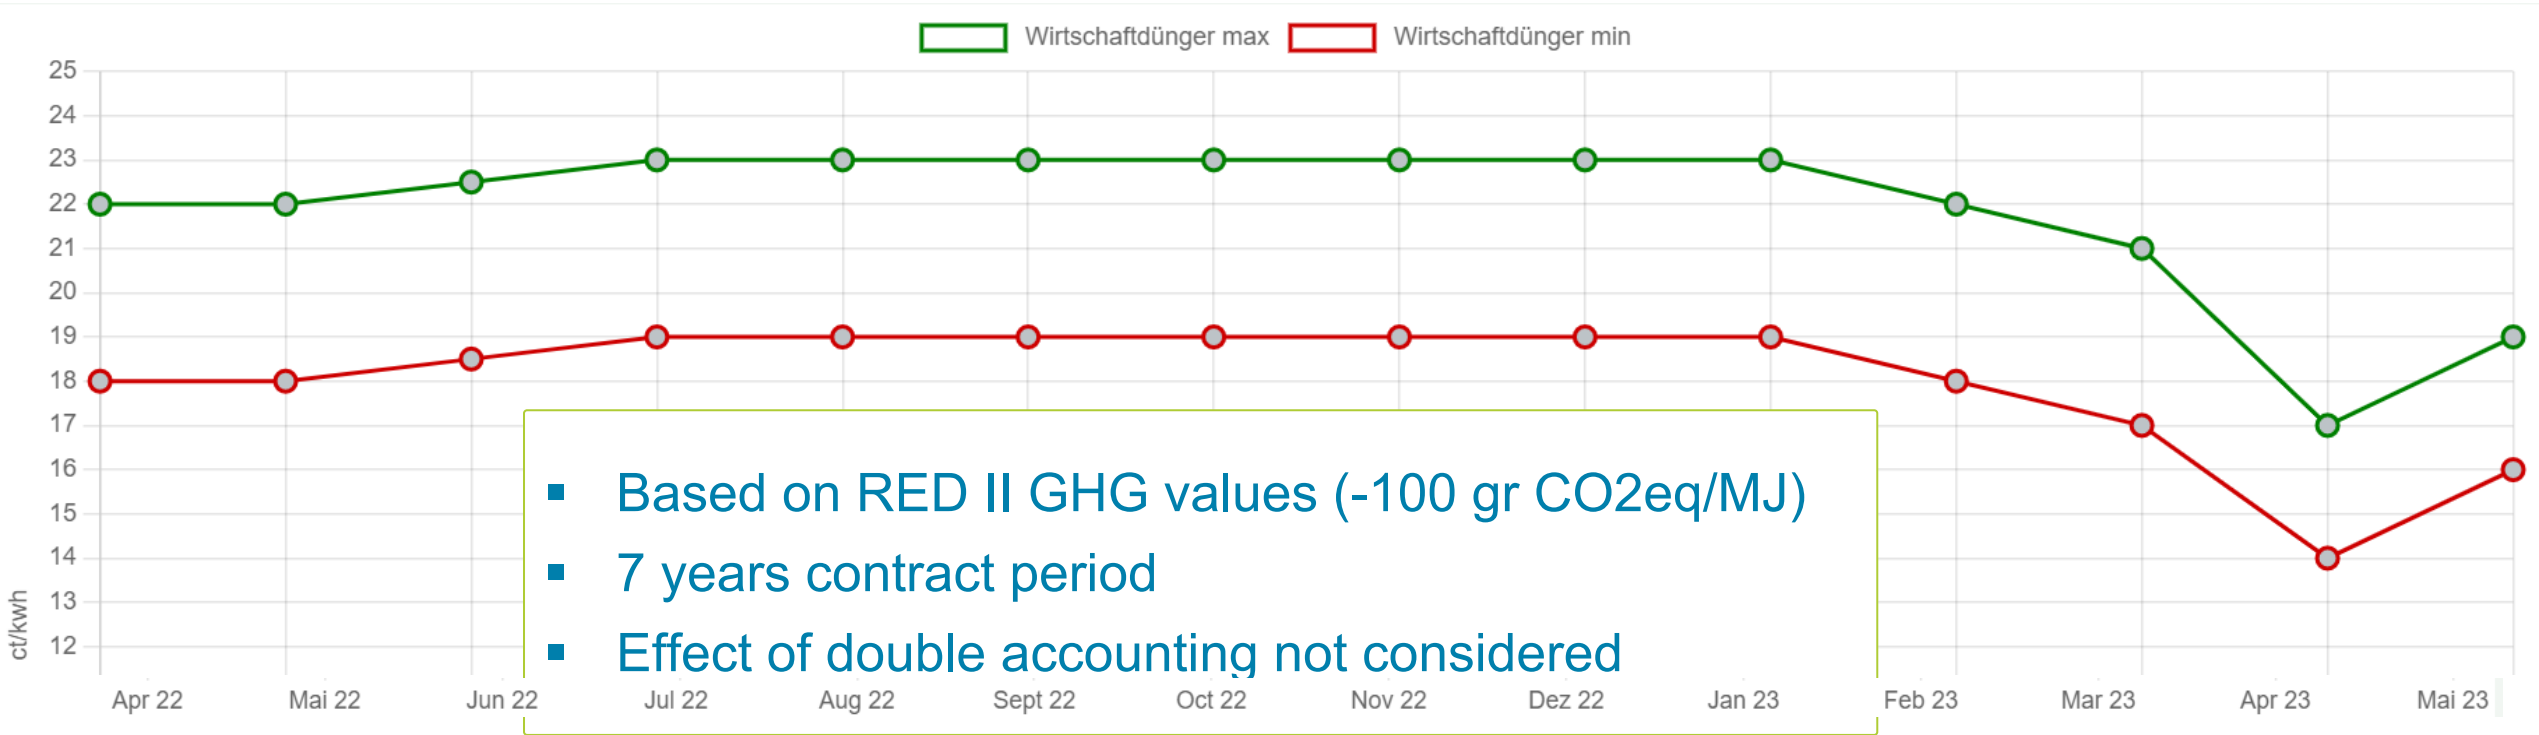 Wirtschaftdünger max Wirtschaftdünger min
25
24
23
22
21
20
19
18
17
16
15
14
13
12
ct/kwh
▪ Based on RED II GHG values (-100 gr CO2eq/MJ)
▪ 7 years contract period
▪ Effect of double accounting not considered
Apr 22 Mai 22 Jun 22 Jul 22 Aug 22 Sept 22 Oct 22 Nov 22 Dez 22 Jan 23 Feb 23 Mar 23 Apr 23 Mai 23